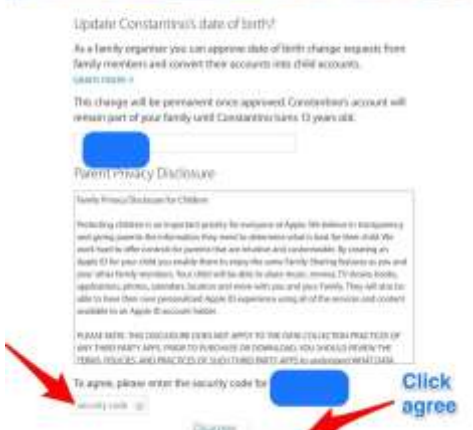 Update Constantino's date of birth?
As a family organiser you can approve date of birth change requests from
family members and convert their accounts into child accounts.
Learn more >
This change will be permanent once approved. Constantino's account will
remain part of your family until Constantino turns 13 years old.
Parent Privacy Disclosure
Family Privacy Disclosure for Children
Protecting children is an important priority for everyone at Apple. We believe in transparency
and giving parents the information they need to determine what is best for their child. We
work hard to offer controls for parents that are intuitive and customisable. By creating an
Apple ID for your child you enable them to enjoy the same Family Sharing features as you and
your other family members. Your child will be able to share music, movies, TV shows, books,
applications, photos, calendars, location and more with you and your family. They will also be
able to have their own personalized Apple ID experience using all of the services and content
available to an Apple ID account holder.
PLEASE NOTE: THIS DISCLOSURE DOES NOT APPLY TO THE DATA COLLECTION PRACTICES OF
ANY THIRD PARTY APPS. PRIOR TO PURCHASE OR DOWNLOAD, YOU SHOULD REVIEW THE
TERMS, POLICIES, AND PRACTICES OF SUCH THIRD PARTY APPS to understand WHAT DATA
To agree, please enter the security code for
Click
agree
security code
Disagree